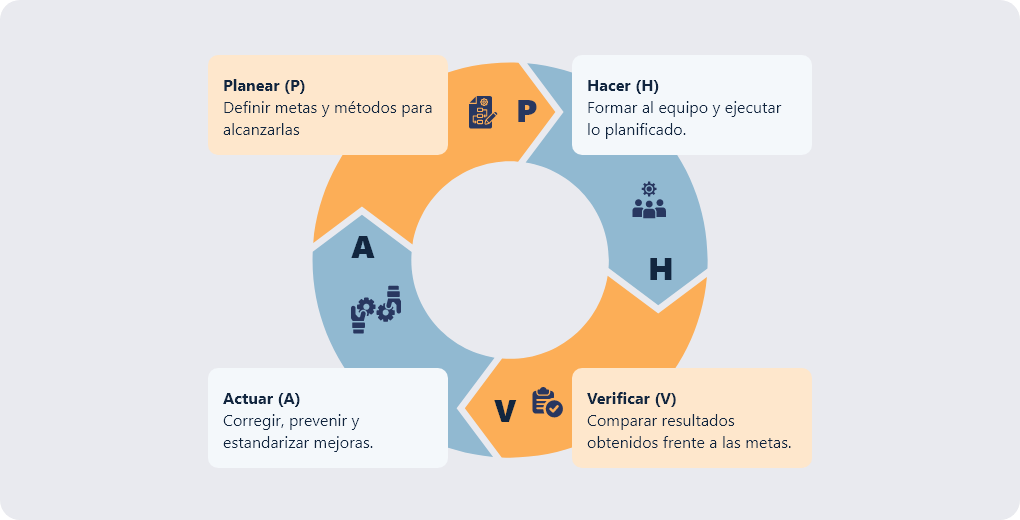 Planear (P)
Definir metas y métodos para
alcanzarlas
P
Hacer (H)
Formar al equipo y ejecutar
lo planificado.
A
H
Actuar (A)
Corregir, prevenir y
estandarizar mejoras.
V
Verificar (V)
Comparar resultados
obtenidos frente a las metas.